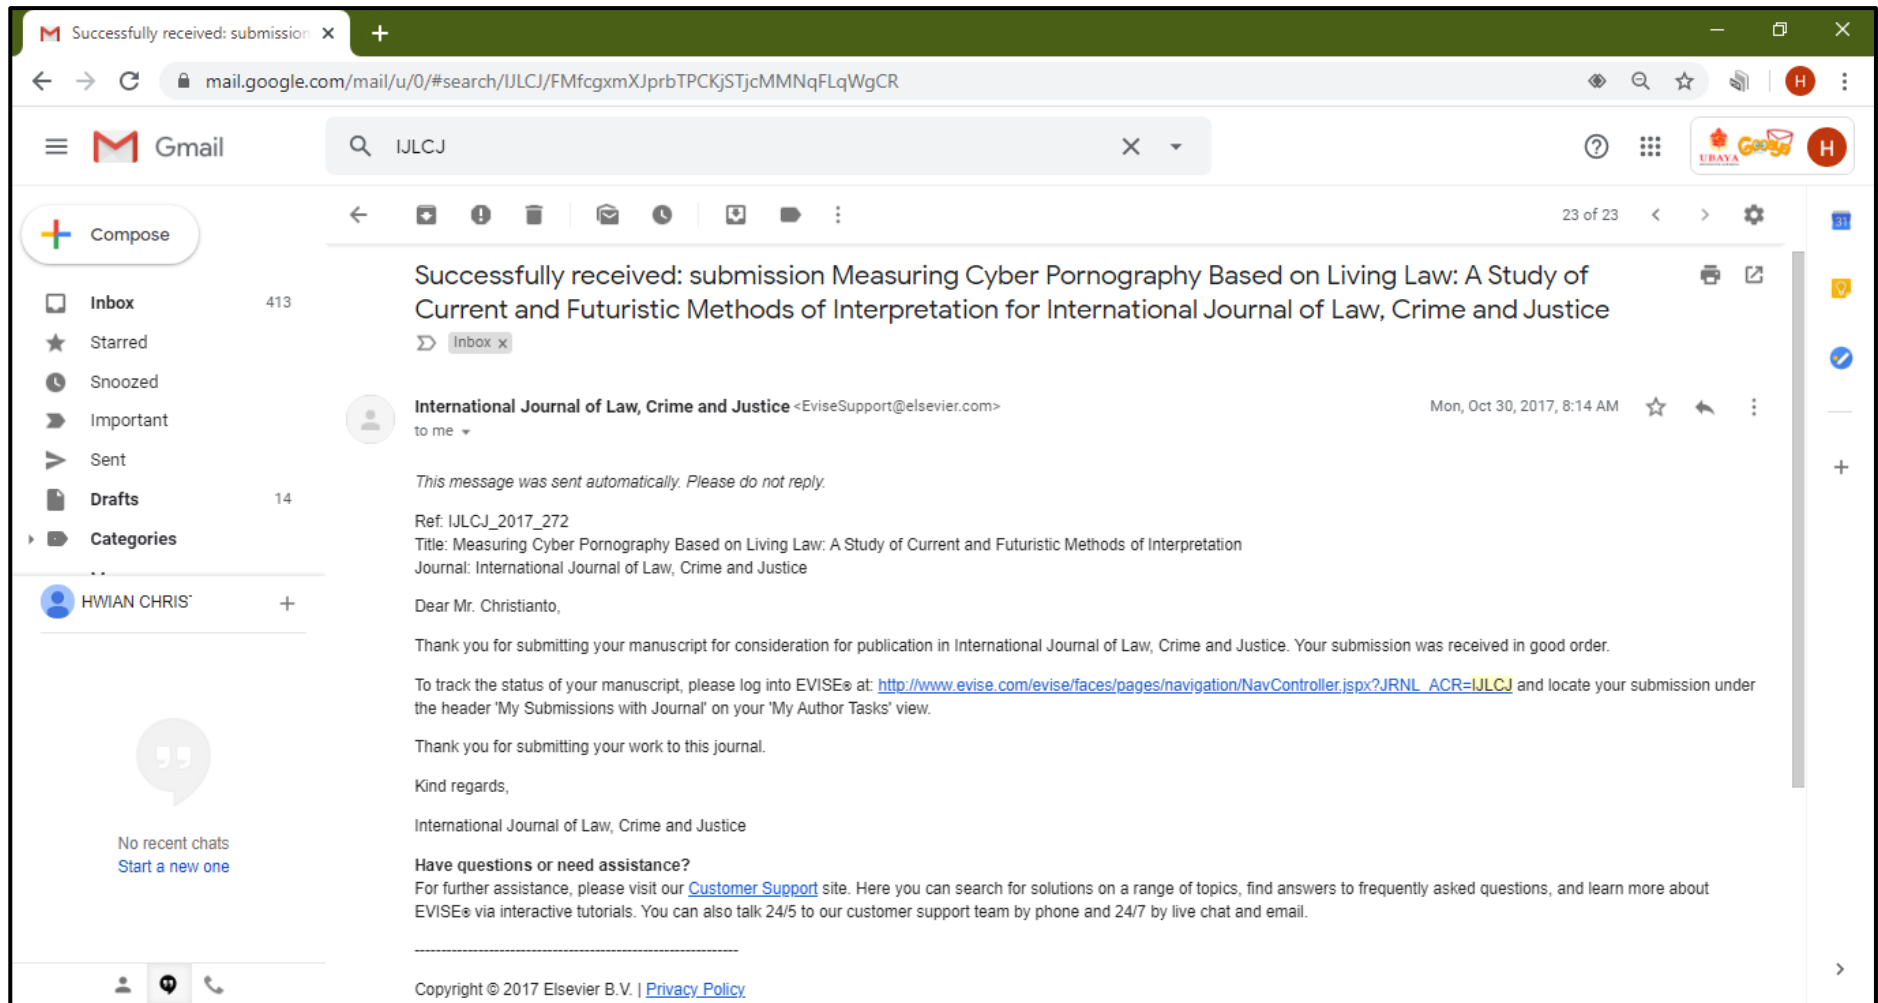 Successfully received: submission
mail.google.com/mail/u/0/#search/IJLCJ/FMfcgxmXJprbTPCKjSTjcMMNqFLqWgCR
H
Gmail
IJLCJ
UBAYA
Gooaya
H
Compose
23 of 23
31
Successfully received: submission Measuring Cyber Pornography Based on Living Law: A Study of
Current and Futuristic Methods of Interpretation for International Journal of Law, Crime and Justice
Inbox x
Inbox 413
Starred
Snoozed
Important
Sent
Drafts 14
Categories
HWIAN CHRIS
No recent chats
Start a new one
International Journal of Law, Crime and Justice <EviseSupport@elsevier.com>
Mon, Oct 30, 2017, 8:14 AM
to me
This message was sent automatically. Please do not reply.
Ref: IJLCJ_2017_272
Title: Measuring Cyber Pornography Based on Living Law: A Study of Current and Futuristic Methods of Interpretation
Journal: International Journal of Law, Crime and Justice
Dear Mr. Christianto,
Thank you for submitting your manuscript for consideration for publication in International Journal of Law, Crime and Justice. Your submission was received in good order.
To track the status of your manuscript, please log into EVISE® at: http://www.evise.com/evise/faces/pages/navigation/NavController.jspx?JRNL_ACR=IJLCJ and locate your submission under
the header 'My Submissions with Journal' on your 'My Author Tasks' view.
Thank you for submitting your work to this journal.
Kind regards,
International Journal of Law, Crime and Justice
Have questions or need assistance?
For further assistance, please visit our Customer Support site. Here you can search for solutions on a range of topics, find answers to frequently asked questions, and learn more about
EVISE® via interactive tutorials. You can also talk 24/5 to our customer support team by phone and 24/7 by live chat and email.
--------------------------------------------------------------
Copyright © 2017 Elsevier B.V. | Privacy Policy